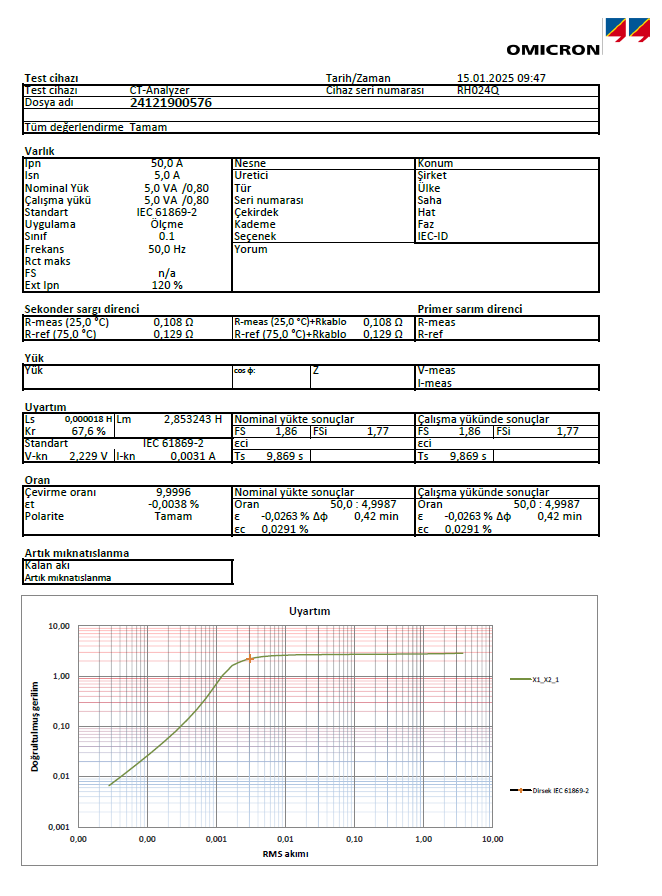 OMICRON
Test cihazı Tarih/Zaman 15.01.2025 09:47
Test cihazı CT-Analyzer Cihaz seri numarası RH024Q
Dosya adı 24121900576
Tüm değerlendirme Tamam
Varlık
Ipn 50,0 A Nesne Konum
Isn 5,0 A Üretici Şirket
Nominal Yük 5,0 VA /0,80 Tür Ülke
Çalışma yükü 5,0 VA /0,80 Seri numarası Saha
Standart IEC 61869-2 Çekirdek Hat
Uygulama Ölçme Kademe Faz
Sınıf 0.1 Seçenek IEC-ID
Frekans 50,0 Hz Yorum
Rct maks
FS n/a
Ext Ipn 120 %
Sekonder sargı direnci Primer sarım direnci
R-meas (25,0 °C) 0,108 Ω R-meas (25,0 °C)+Rkablo 0,108 Ω R-meas
R-ref (75,0 °C) 0,129 Ω R-ref (75,0 °C)+Rkablo 0,129 Ω R-ref
Yük
Yük cos φ: Z V-meas
I-meas
Uyartım
Ls 0,000018 H Lm 2,853243 H Nominal yükte sonuçlar Çalışma yükünde sonuçlar
Kr 67,6 % FS 1,86 FSi 1,77 FS 1,86 FSi 1,77
Standart IEC 61869-2 εci εci
V-kn 2,229 V I-kn 0,0031 A Ts 9,869 s Ts 9,869 s
Oran
Çevirme oranı 9,9996 Nominal yükte sonuçlar Çalışma yükünde sonuçlar
εt -0,0038 % Oran 50,0 : 4,9987 Oran 50,0 : 4,9987
Polarite Tamam ε -0,0263 % Δφ 0,42 min ε -0,0263 % Δφ 0,42 min
εc 0,0291 % εc 0,0291 %
Artık mıknatıslanma
Kalan akı
Artık mıknatıslanma
Uyartım
10,00
1,00
0,10
0,01
0,001
Doğrultulmuş gerilim
X1_X2_1
Dirsek IEC 61869-2
0,00 0,00 0,001 0,01 0,10 1,00 10,00
RMS akımı